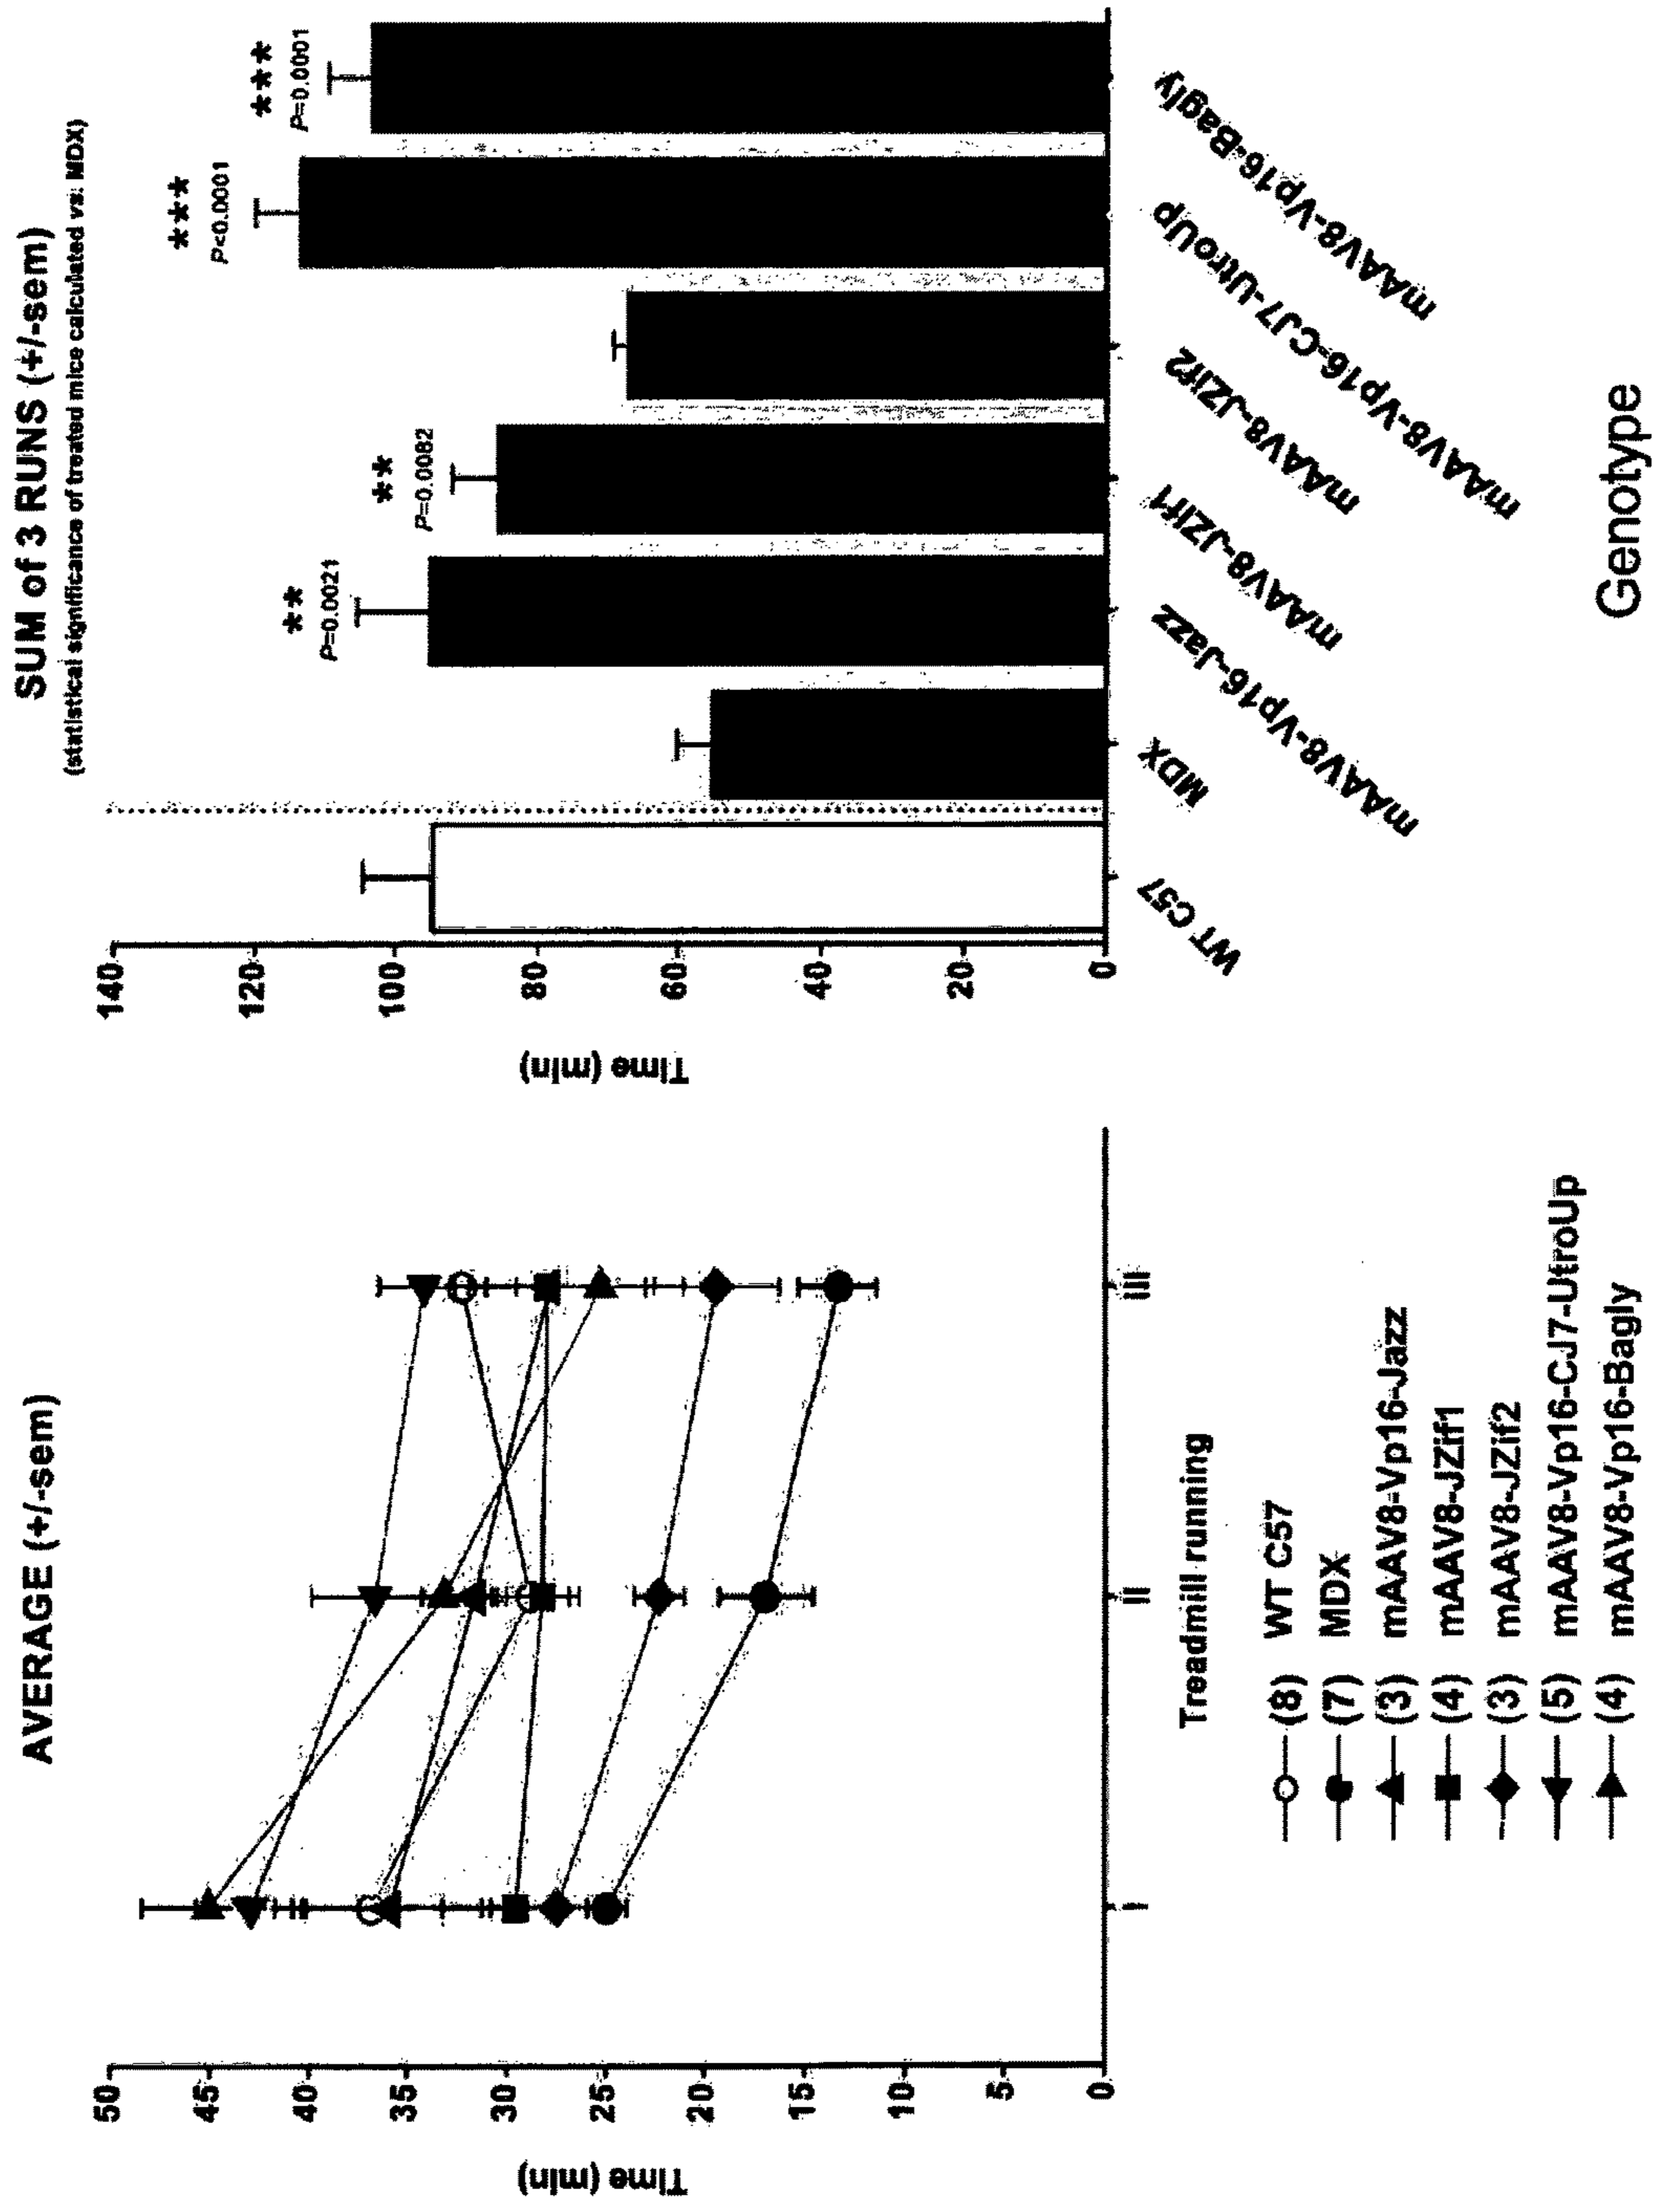 AVERAGE (+/-sem)
Time (min)
50
45
40
35
30
25
20
15
10
5
0
I
II
III
Treadmill running
(8) WT C57
(7) MDX
(3) mAAV8-Vp16-Jazz
(4) mAAV8-JZif1
(3) mAAV8-JZif2
(5) mAAV8-Vp16-CJ7-UtroUp
(4) mAAV8-Vp16-Bagly
SUM of 3 RUNS (+/-sem)
(statistical significance of treated mice calculated vs. MDX)
Time (min)
140
120
100
80
60
40
20
0
**
P=0.0021
**
P=0.0082
***
P<0.0001
***
P=0.0001
WT C57
MDX
mAAV8-Vp16-Jazz
mAAV8-JZif1
mAAV8-JZif2
mAAV8-Vp16-CJ7-UtroUp
mAAV8-Vp16-Bagly
Genotype